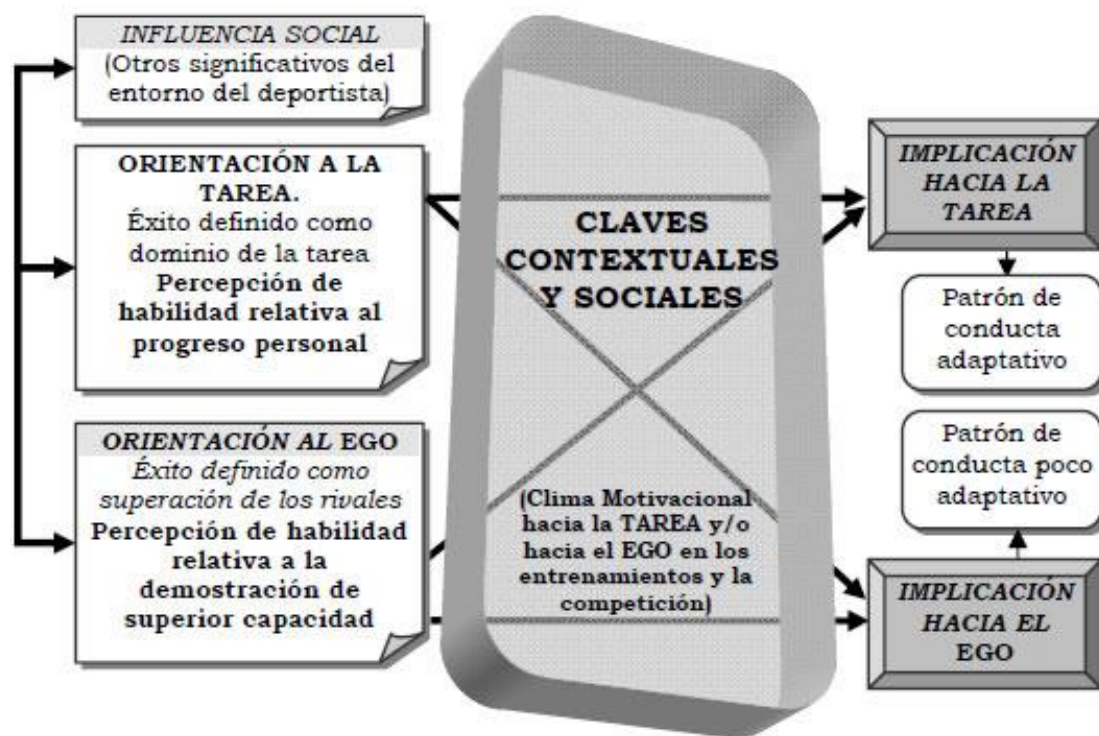 INFLUENCIA SOCIAL
(Otros significativos del
entorno del deportista)
ORIENTACIÓN A LA
TAREA.
Éxito definido como
dominio de la tarea
Percepción de
habilidad relativa al
progreso personal
ORIENTACIÓN AL EGO
Éxito definido como
superación de los rivales
Percepción de habilidad
relativa a la
demostración de
superior capacidad
CLAVES
CONTEXTUALES
Y SOCIALES
(Clima Motivacional
hacia la TAREA y/o
hacia el EGO en los
entrenamientos y la
competición)
IMPLICACIÓN
HACIA LA
TAREA
Patrón de
conducta
adaptativo
Patrón de
conducta poco
adaptativo
IMPLICACIÓN
HACIA EL
EGO